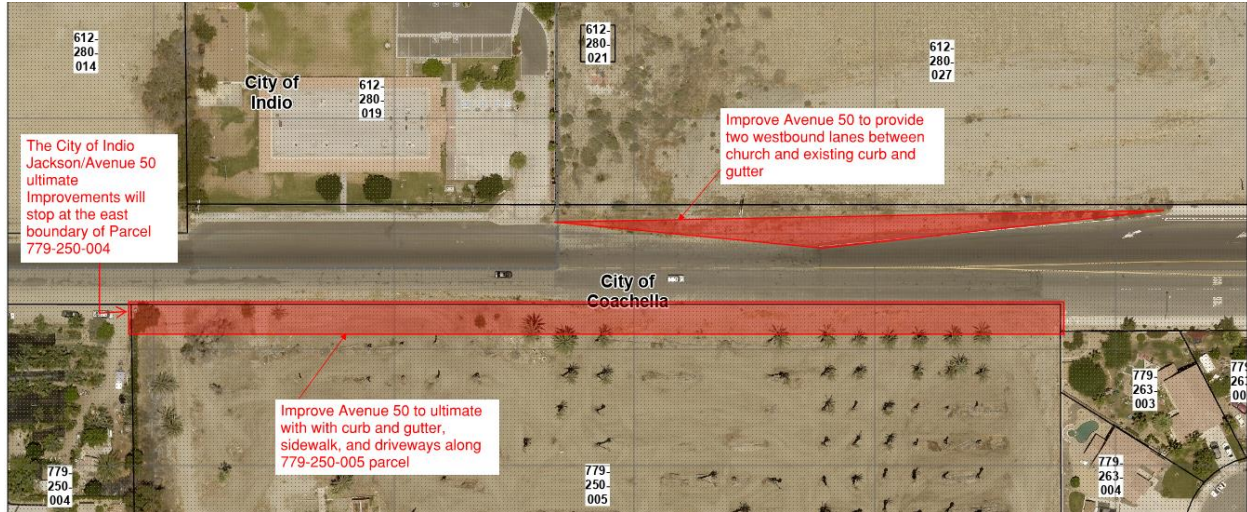 612-
280-
014
City of
Indio
612-
280-
019
612-
280-
021
612-
280-
027
The City of Indio
Jackson/Avenue 50
ultimate
Improvements will
stop at the east
boundary of Parcel
779-250-004
Improve Avenue 50 to provide
two westbound lanes between
church and existing curb and
gutter
City of
Coachella
Improve Avenue 50 to ultimate
with with curb and gutter,
sidewalk, and driveways along
779-250-005 parcel
779-
250-
004
779-
250-
005
779-
263-
003
779-
263-
004
779-
263-